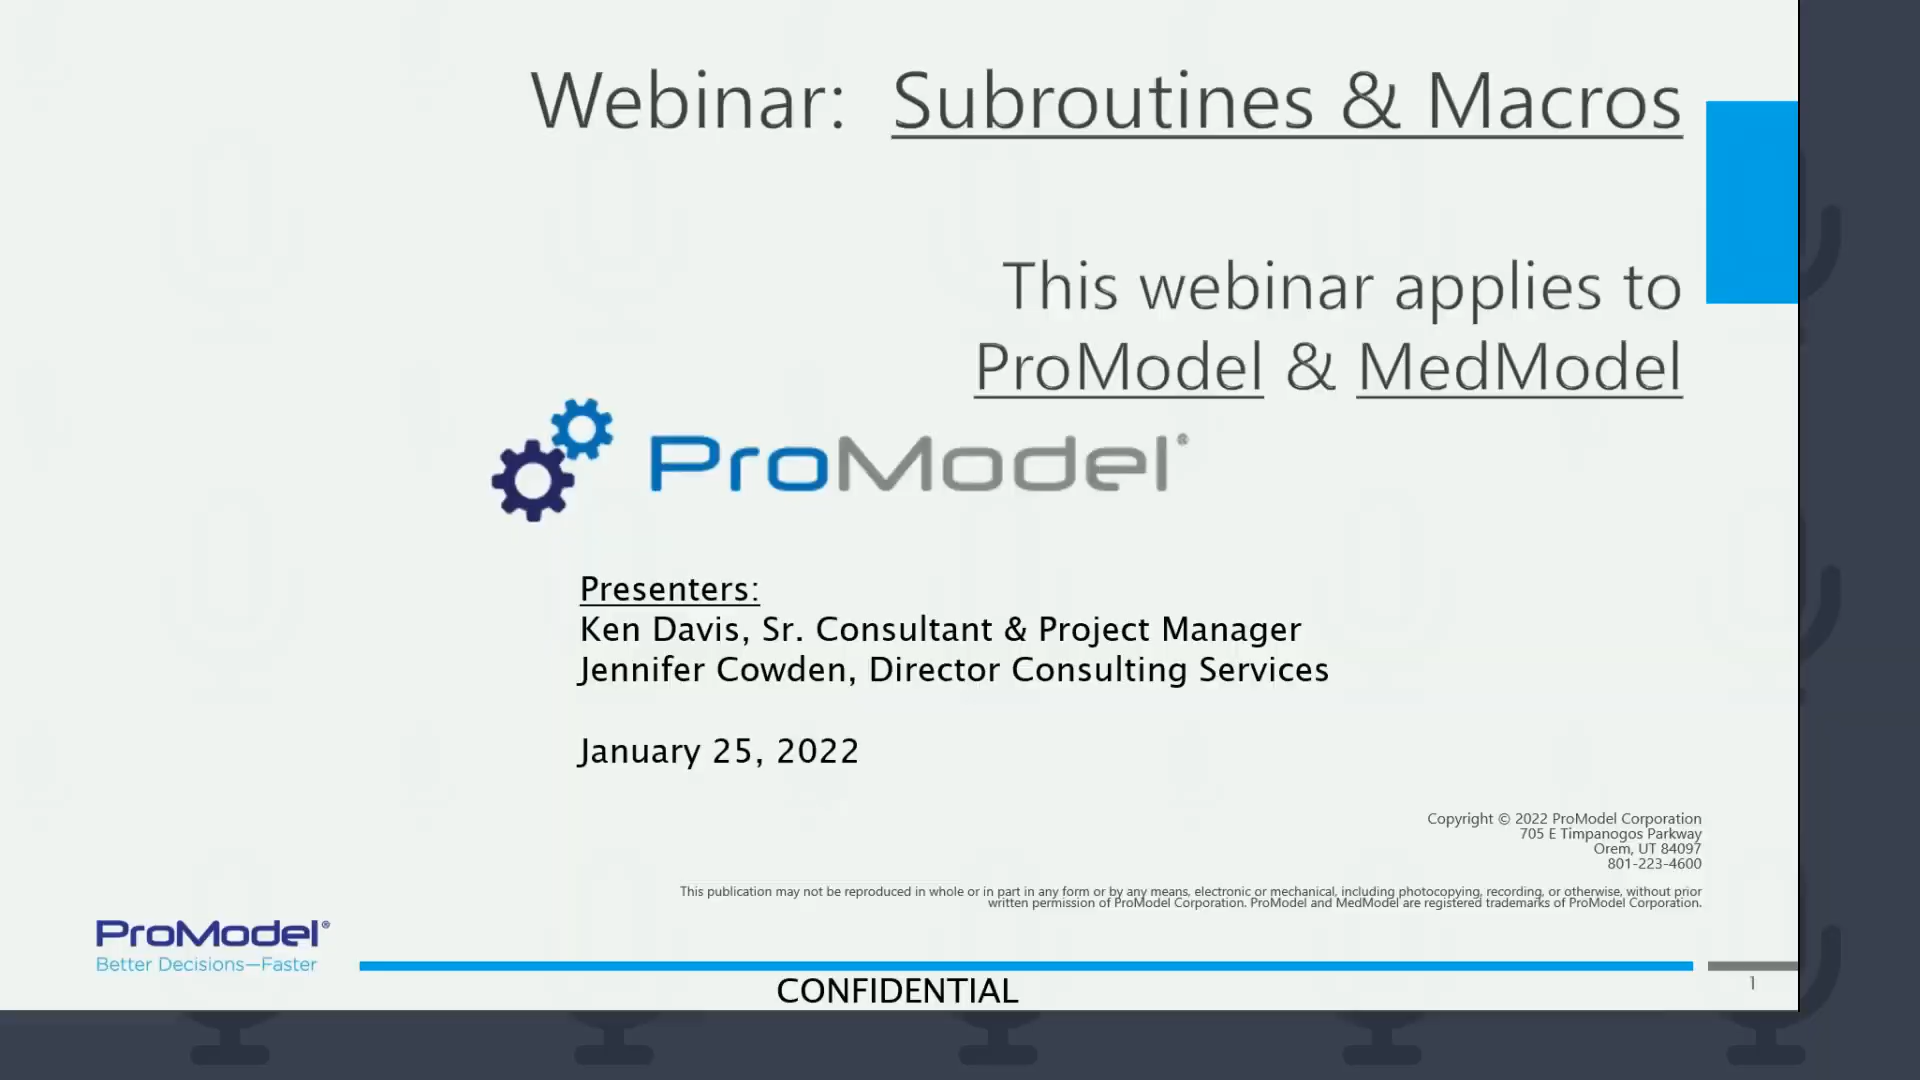 Webinar: Subroutines & Macros
This webinar applies to
ProModel & MedModel
ProModel®
Presenters:
Ken Davis, Sr. Consultant & Project Manager
Jennifer Cowden, Director Consulting Services
January 25, 2022
Copyright © 2022 ProModel Corporation
705 E Timpanogos Parkway
Orem, UT 84097
801-223-4600
This publication may not be reproduced in whole or in part in any form or by any means, electronic or mechanical, including photocopying, recording, or otherwise, without prior
written permission of ProModel Corporation. ProModel and MedModel are registered trademarks of ProModel Corporation.
ProModel®
Better Decisions—Faster
CONFIDENTIAL
1